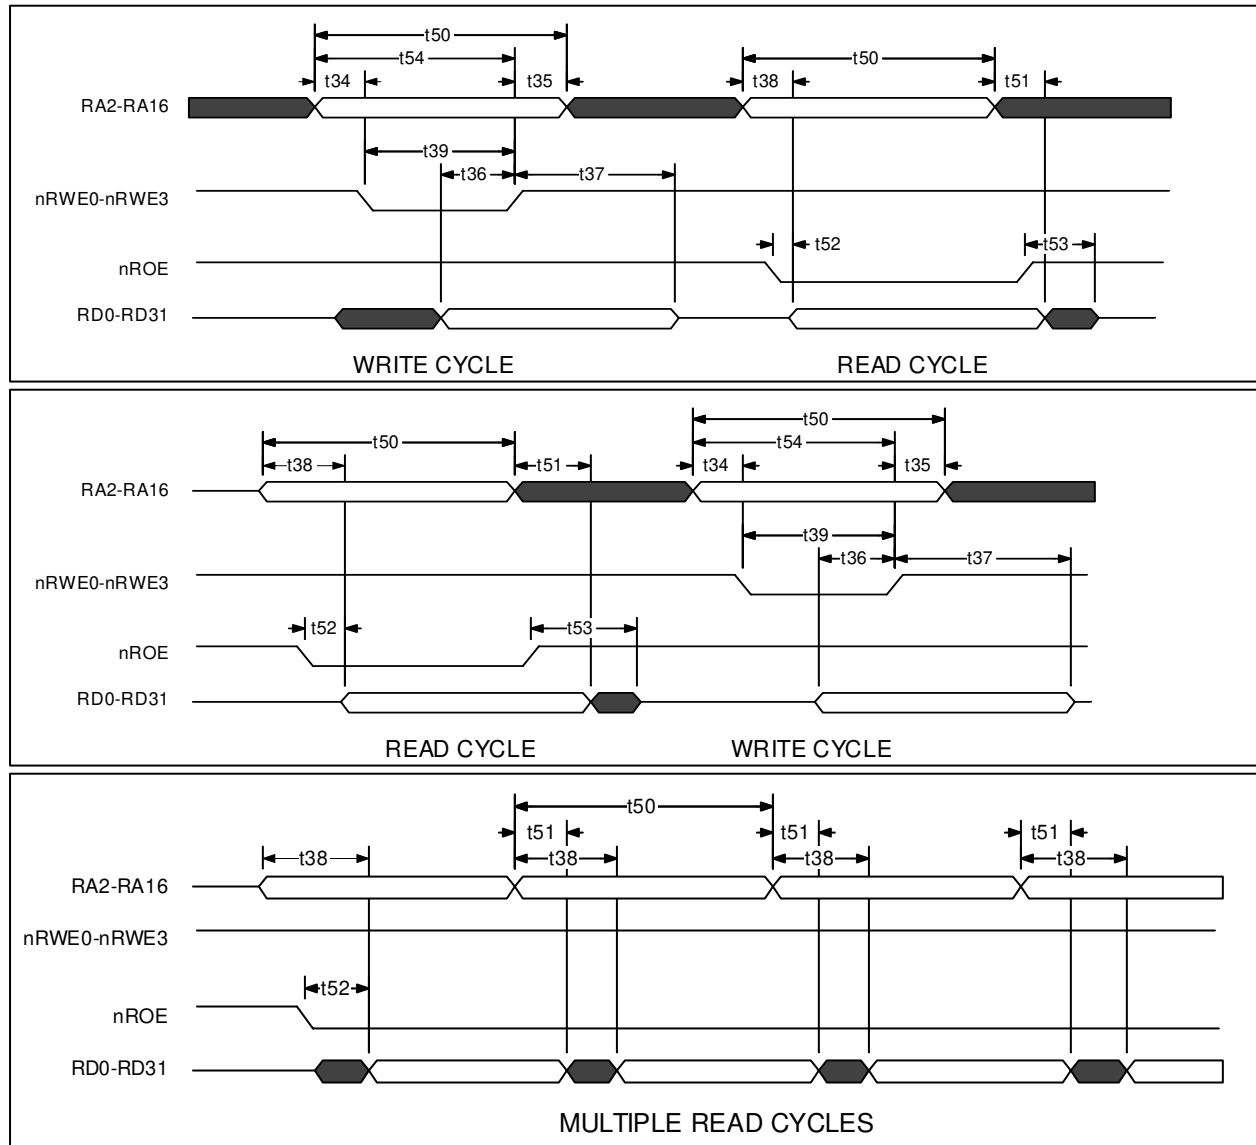 t50
t54
t50
t34
t35
t38
t51
RA2-RA16
t39
t36
t37
nRWE0-nRWE3
t52
t53
nROE
RD0-RD31
WRITE CYCLE
READ CYCLE
t50
t50
t54
t38
t51
t34
t35
RA2-RA16
t39
t36
t37
nRWE0-nRWE3
t52
t53
nROE
RD0-RD31
READ CYCLE
WRITE CYCLE
t50
t51
t51
t51
t38
t38
t38
t38
RA2-RA16
nRWE0-nRWE3
t52
nROE
RD0-RD31
MULTIPLE READ CYCLES